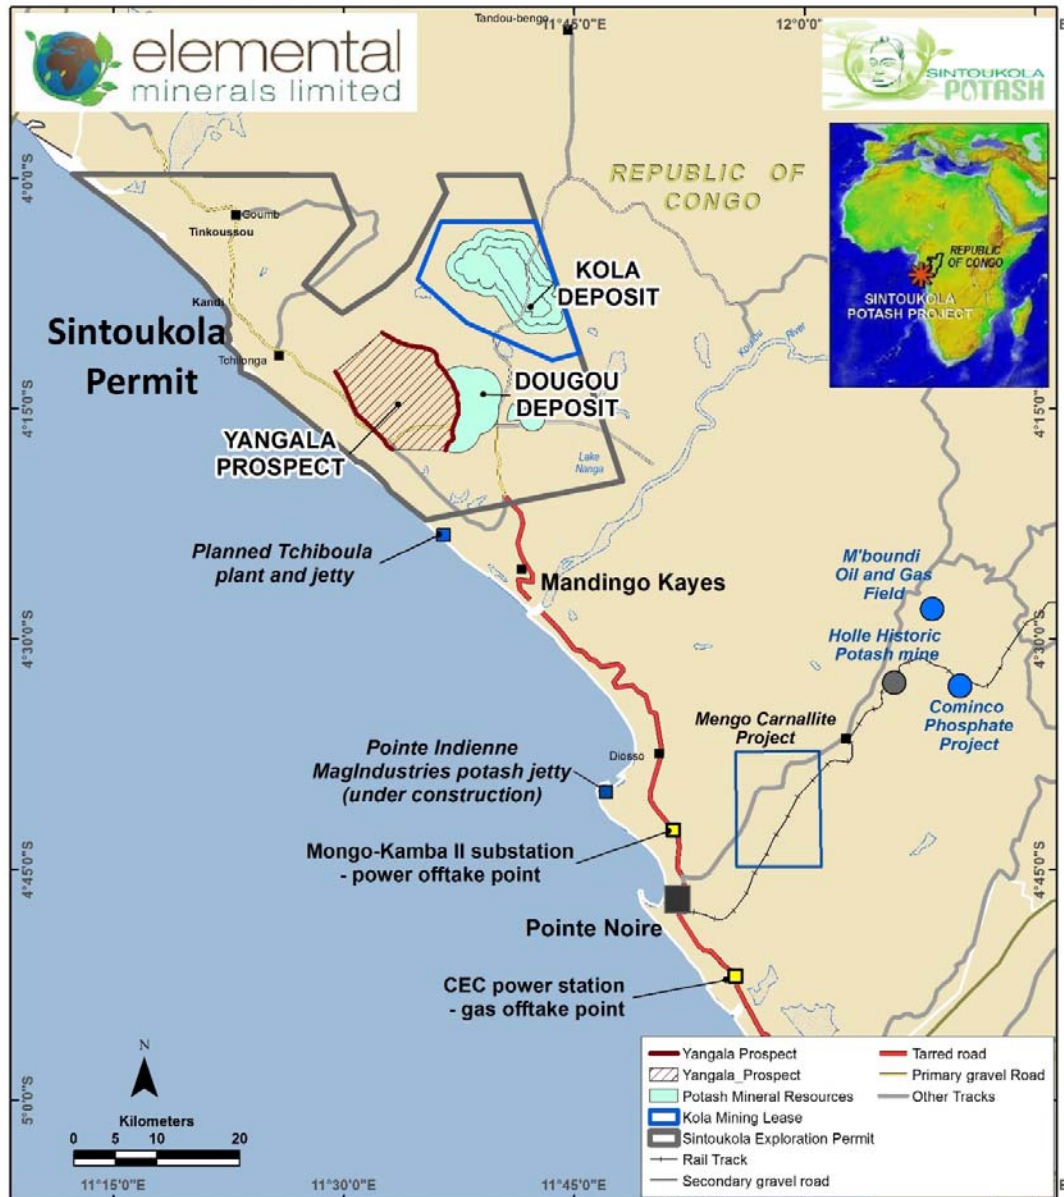 Tandou-bengo
11°45'0"E
12°0'0"E
elemental
minerals limited
SINTOUKOLA
POTASH
4°0'0"S
4°0'0"S
REPUBLIC OF
CONGO
REPUBLIC
OF CONGO
SINTOUKOLA
POTASH PROJECT
Goumb
Tinkoussou
KOLA
DEPOSIT
Kandi
Sintoukola
Permit
Tchilonga
Kouilou River
DOUGOU
DEPOSIT
4°15'0"S
4°15'0"S
YANGALA
PROSPECT
Lake
Nanga
Planned Tchiboula
plant and jetty
Mandingo Kayes
M'boundi
Oil and Gas
Field
4°30'0"S
4°30'0"S
Holle Historic
Potash mine
Cominco
Phosphate
Project
Mengo Carnallite
Project
Pointe Indienne
MagIndustries potash jetty
(under construction)
Diosso
Mongo-Kamba II substation
- power offtake point
4°45'0"S
4°45'0"S
Pointe Noire
CEC power station
- gas offtake point
N
Kilometers
0 5 10 20
5°0'0"S
Yangala Prospect
Yangala_Prospect
Potash Mineral Resources
Kola Mining Lease
Sintoukola Exploration Permit
Rail Track
Secondary gravel road
Tarred road
Primary gravel Road
Other Tracks
11°15'0"E
11°30'0"E
11°45'0"E